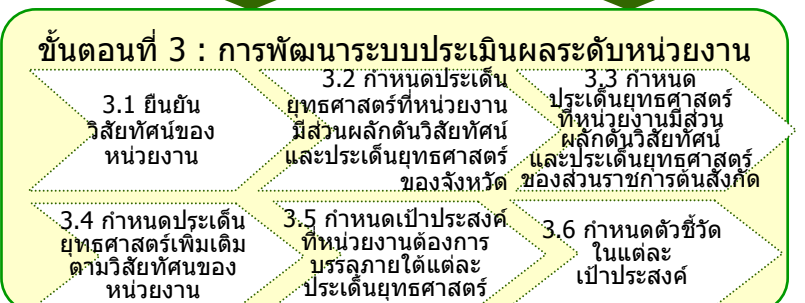 ขั้นตอนที่ 3 : การพัฒนาระบบประเมินผลระดับหน่วยงาน
3.1 ยืนยัน
วิสัยทัศน์ของ
หน่วยงาน
3.2 กำหนดประเด็น
ยุทธศาสตร์ที่หน่วยงาน
มีส่วนผลักดันวิสัยทัศน์
และประเด็นยุทธศาสตร์
ของจังหวัด
3.3 กำหนด
ประเด็นยุทธศาสตร์
ที่หน่วยงานมีส่วน
ผลักดันวิสัยทัศน์
และประเด็นยุทธศาสตร์
ของส่วนราชการต้นสังกัด
3.4 กำหนดประเด็น
ยุทธศาสตร์เพิ่มเติม
ตามวิสัยทัศนของ
หน่วยงาน
3.5 กำหนดเป้าประสงค์
ที่หน่วยงานต้องการ
บรรลุภายใต้แต่ละ
ประเด็นยุทธศาสตร์
3.6 กำหนดตัวชี้วัด
ในแต่ละ
เป้าประสงค์